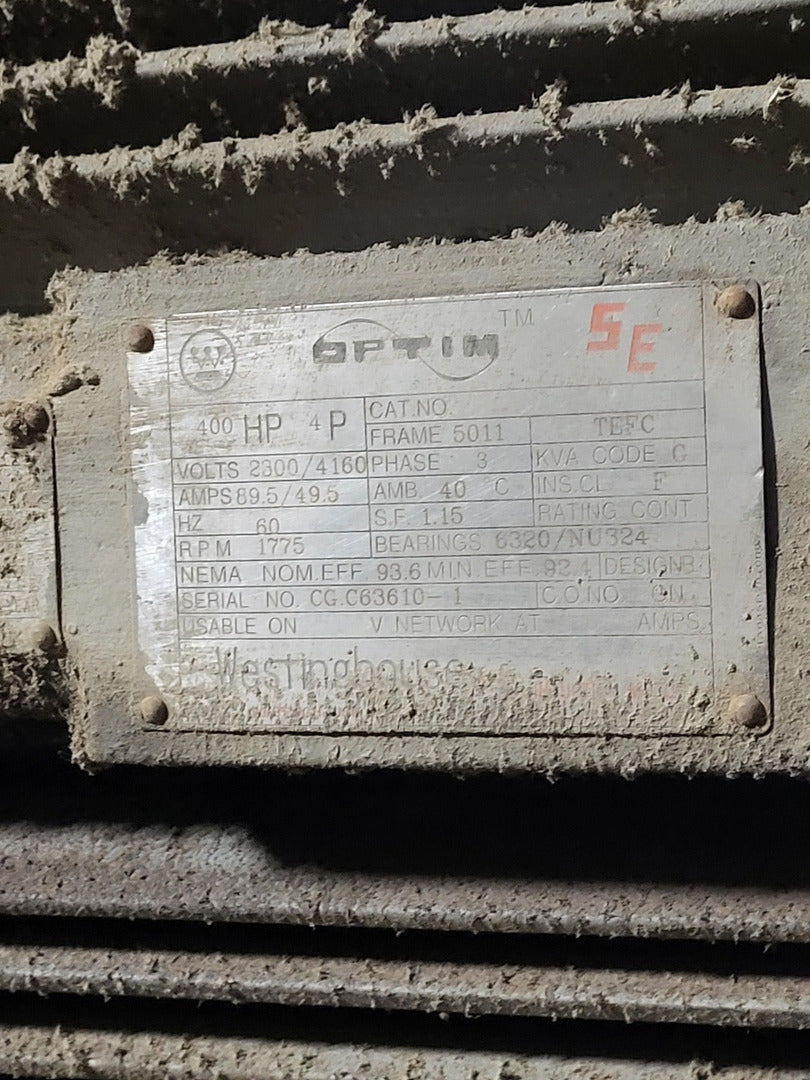 OPTIM TM SE
400 HP 4 P CAT.NO.
FRAME 5011 TEFC
VOLTS 2300/4160 PHASE 3 KVA CODE G
AMPS 89.5/49.5 AMB. 40 °C INS.CL. F
HZ 60 S.F. 1.15 RATING CONT
RPM 1775 BEARINGS 6320/NU324
NEMA NOM.EFF. 93.6 MIN.EFF. 92.4 DESIGN B
SERIAL NO. CG.C63610-1 C.O.NO. GN
USABLE ON V NETWORK AT AMPS
Westinghouse